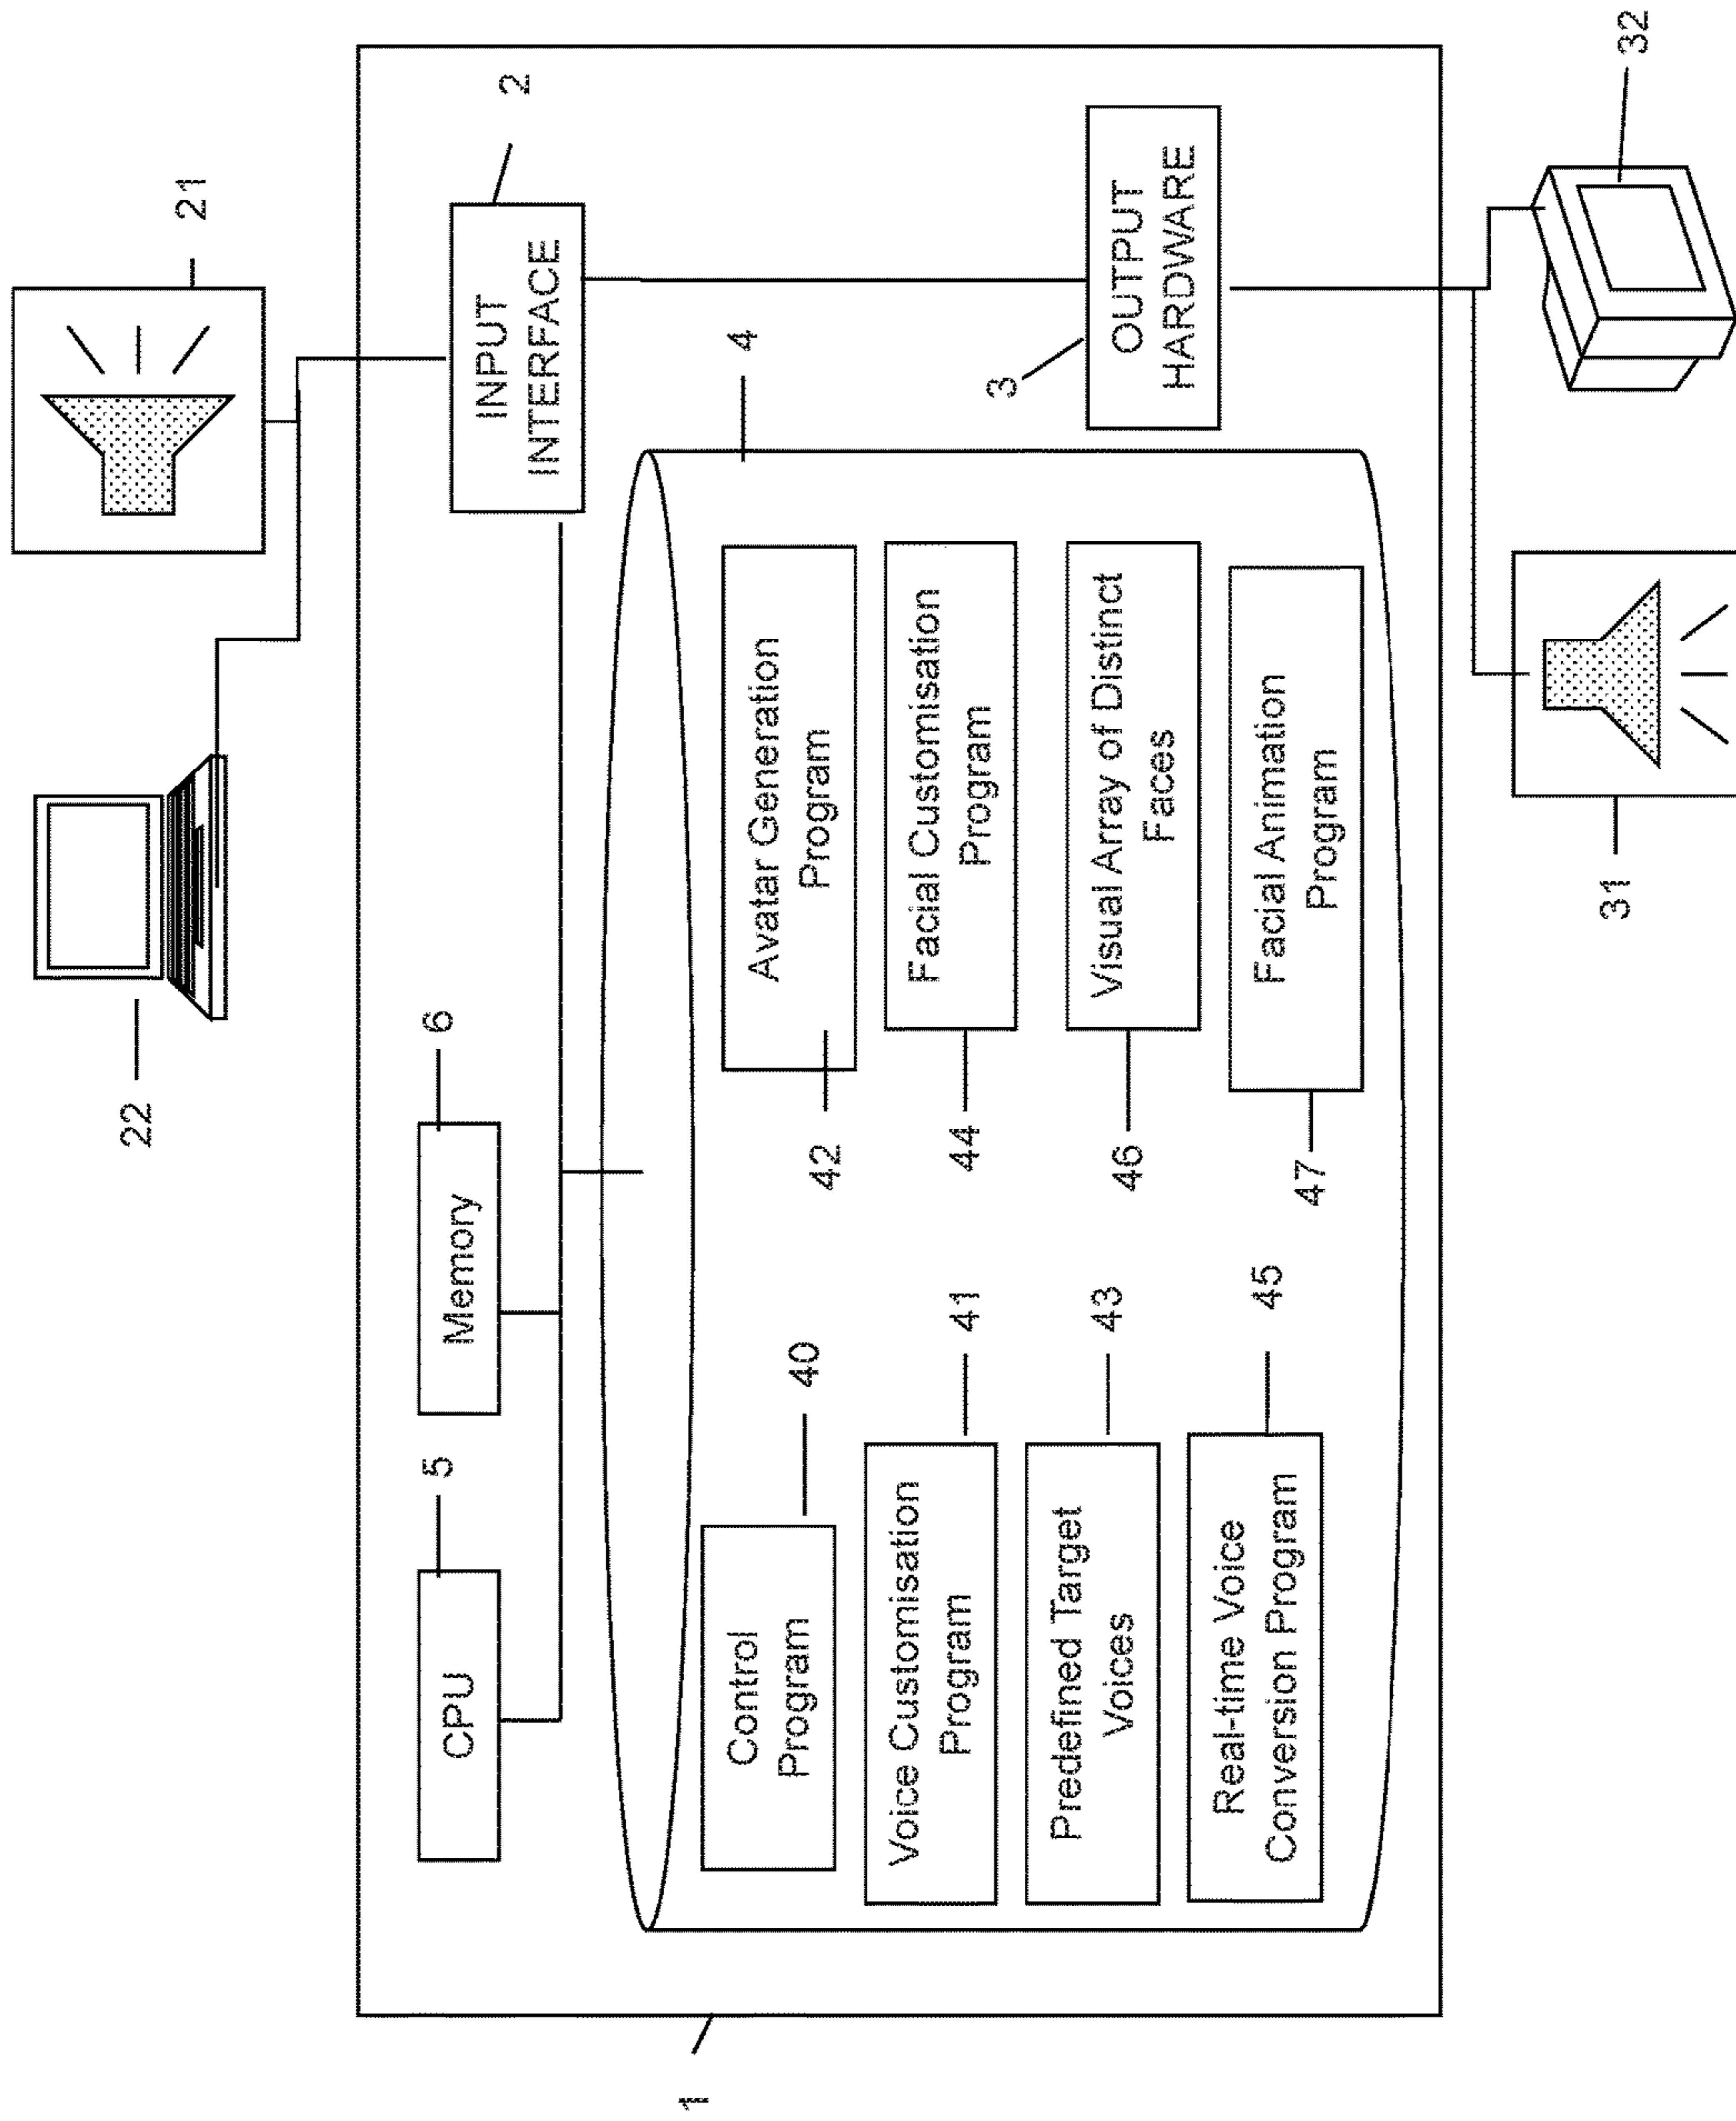 22
21
5
6
2
CPU
Memory
INPUT
INTERFACE
1
4
Control
Program
40
Avatar Generation
Program
42
Voice Customisation
Program
41
Facial Customisation
Program
44
3
OUTPUT
HARDWARE
Predefined Target
Voices
43
Visual Array of Distinct
Faces
46
Real-time Voice
Conversion Program
45
Facial Animation
Program
47
31
32